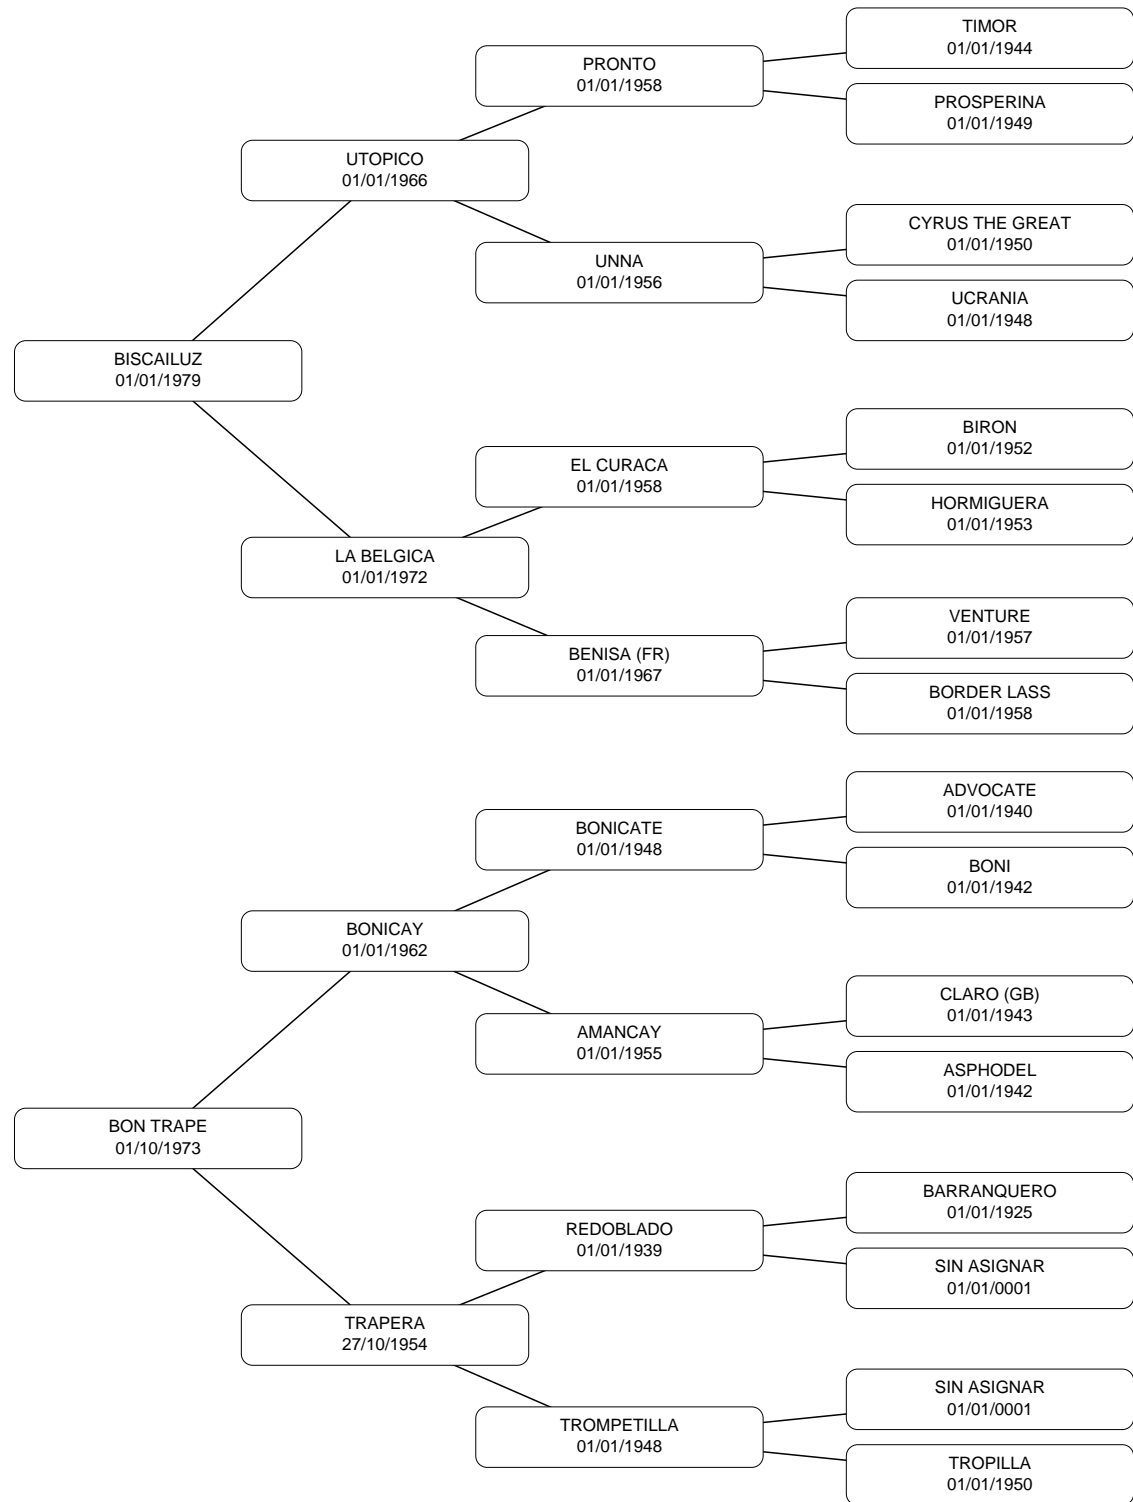 TIMOR
01/01/1944
PRONTO
01/01/1958
PROSPERINA
01/01/1949
UTOPICO
01/01/1966
CYRUS THE GREAT
01/01/1950
UNNA
01/01/1956
UCRANIA
01/01/1948
BISCAILUZ
01/01/1979
BIRON
01/01/1952
EL CURACA
01/01/1958
HORMIGUERA
01/01/1953
LA BELGICA
01/01/1972
VENTURE
01/01/1957
BENISA (FR)
01/01/1967
BORDER LASS
01/01/1958
ADVOCATE
01/01/1940
BONICATE
01/01/1948
BONI
01/01/1942
BONICAY
01/01/1962
CLARO (GB)
01/01/1943
AMANCAY
01/01/1955
ASPHODEL
01/01/1942
BON TRAPE
01/10/1973
BARRANQUERO
01/01/1925
REDOBLADO
01/01/1939
SIN ASIGNAR
01/01/0001
TRAPERA
27/10/1954
SIN ASIGNAR
01/01/0001
TROMPETILLA
01/01/1948
TROPILLA
01/01/1950